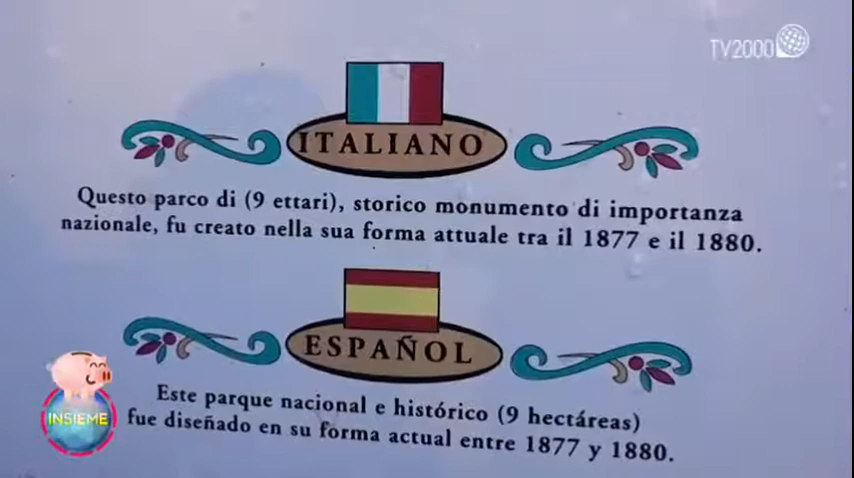 TV2000
ITALIANO
Questo parco di (9 ettari), storico monumento di importanza
nazionale, fu creato nella sua forma attuale tra il 1877 e il 1880.
ESPAÑOL
Este parque nacional e histórico (9 hectáreas)
fue diseñado en su forma actual entre 1877 y 1880.
INSIEME